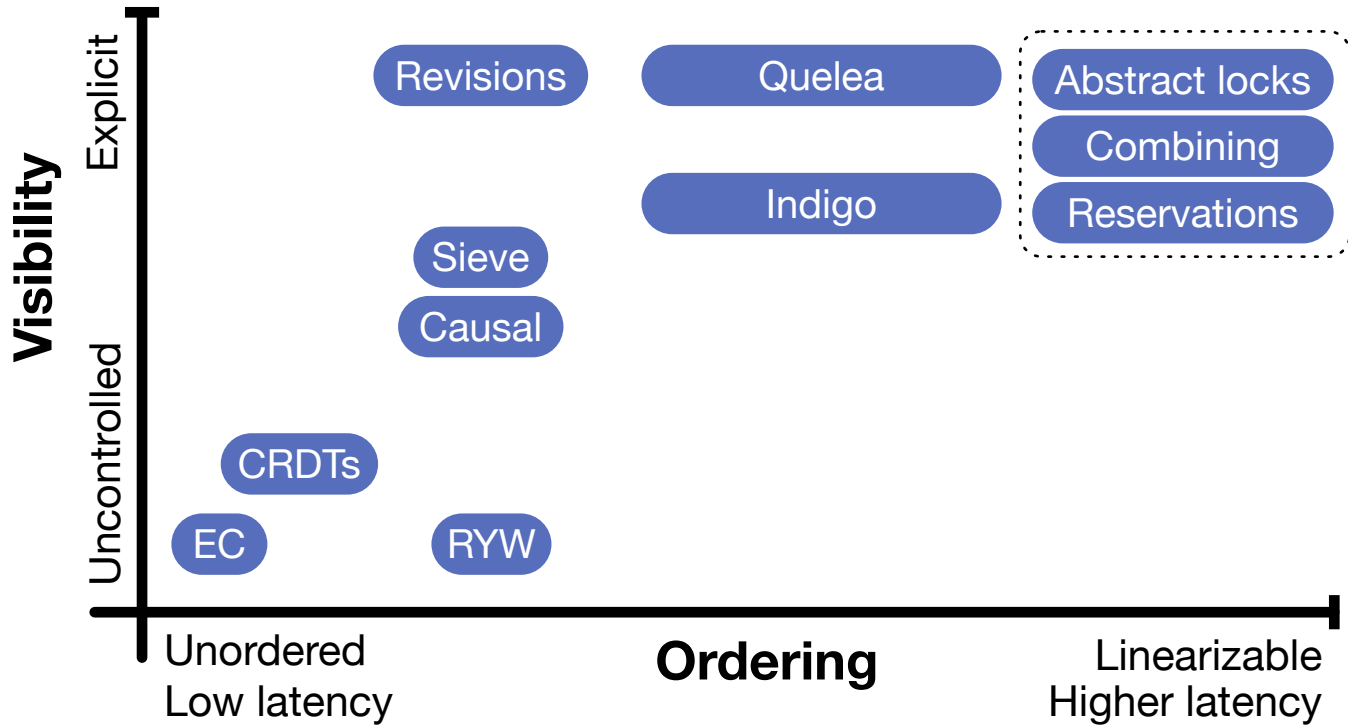 Visibility
Explicit
Uncontrolled
Revisions
Quelea
Abstract locks
Combining
Reservations
Indigo
Sieve
Causal
CRDTs
EC
RYW
Unordered
Low latency
Ordering
Linearizable
Higher latency